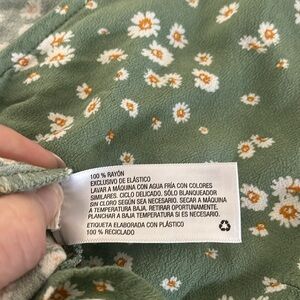 100 % RAYÓN
EXCLUSIVO DE ELÁSTICO
LAVAR A MÁQUINA CON AGUA FRÍA CON COLORES
SIMILARES. CICLO DELICADO, SÓLO BLANQUEADOR
SIN CLORO SEGÚN SEA NECESARIO. SECAR A MÁQUINA
A TEMPERATURA BAJA. RETIRAR OPORTUNAMENTE.
PLANCHAR A BAJA TEMPERATURA SI ES NECESARIO.
ETIQUETA ELABORADA CON PLÁSTICO
100 % RECICLADO